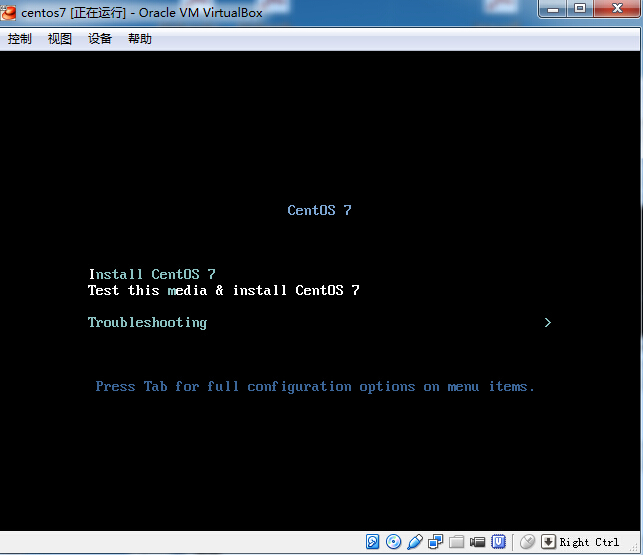 centos7 [正在运行] - Oracle VM VirtualBox
控制 视图 设备 帮助
CentOS 7
Install CentOS 7
Test this media & install CentOS 7
Troubleshooting >
Press Tab for full configuration options on menu items.
Right Ctrl